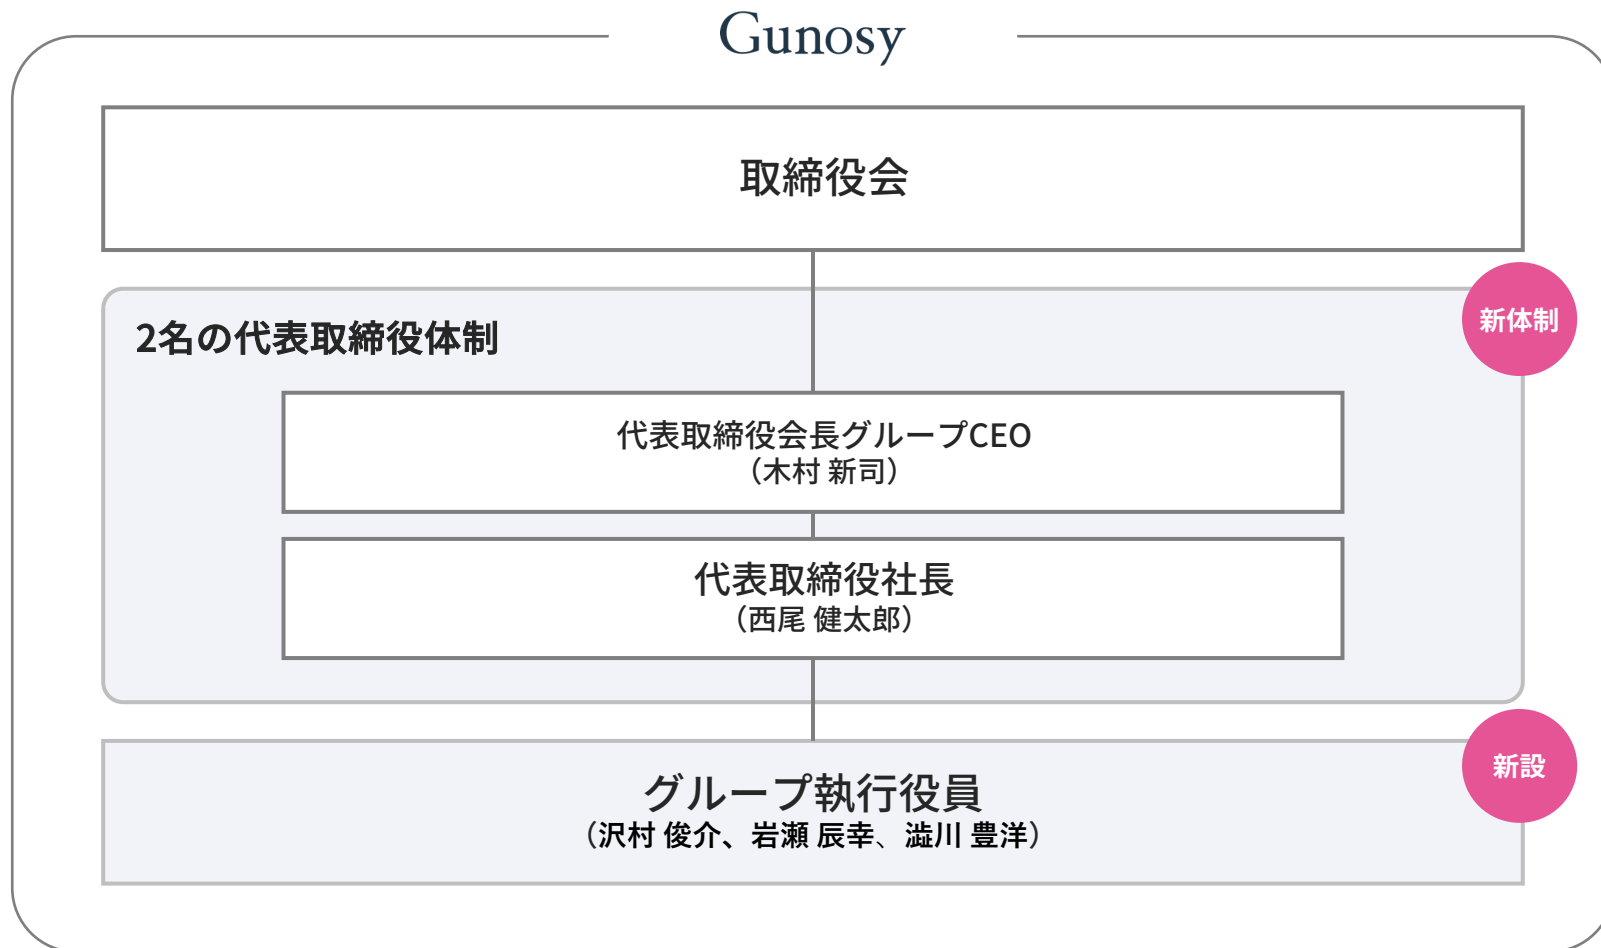 Gunosy
取締役会
新体制
2名の代表取締役体制
代表取締役会長グループCEO
（木村 新司）
代表取締役社長
（西尾 健太郎）
新設
グループ執行役員
（沢村 俊介、岩瀬 辰幸、澁川 豊洋）